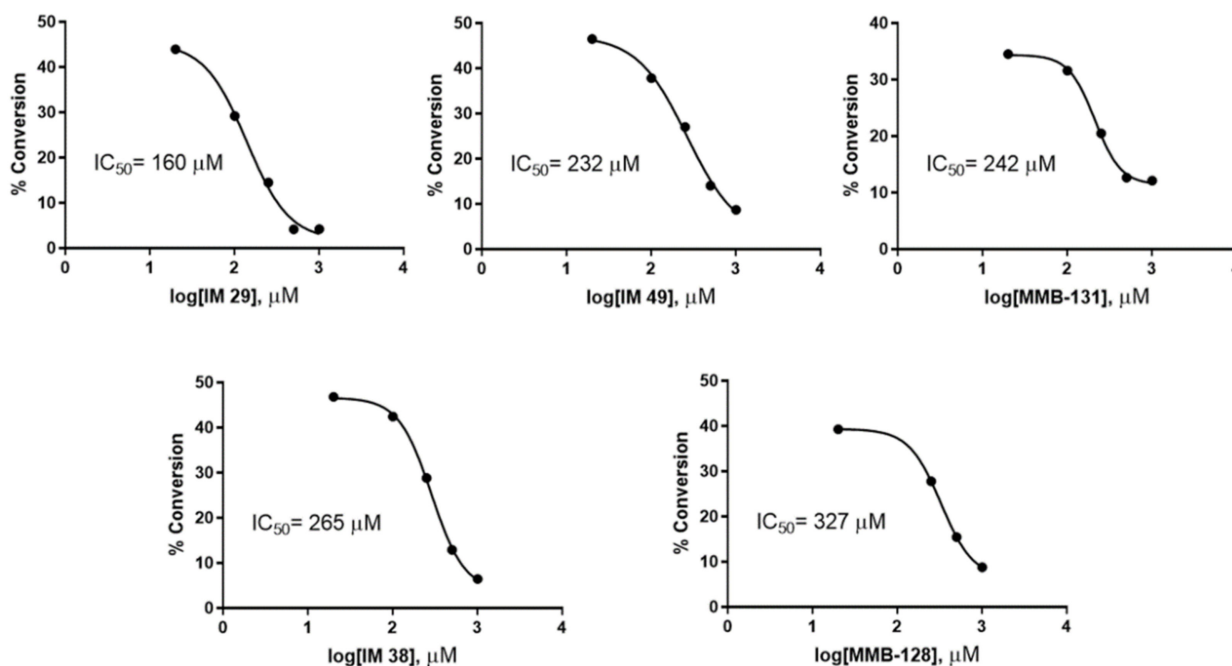 50
40
30
20
10
0
% Conversion
IC50= 160 μM
0 1 2 3 4
log[IM 29], μM
50
40
30
20
10
0
% Conversion
IC50= 232 μM
0 1 2 3 4
log[IM 49], μM
40
30
20
10
0
% Conversion
IC50= 242 μM
0 1 2 3 4
log[MMB-131], μM
50
40
30
20
10
0
% Conversion
IC50= 265 μM
0 1 2 3 4
log[IM 38], μM
50
40
30
20
10
0
% Conversion
IC50= 327 μM
0 1 2 3 4
log[MMB-128], μM